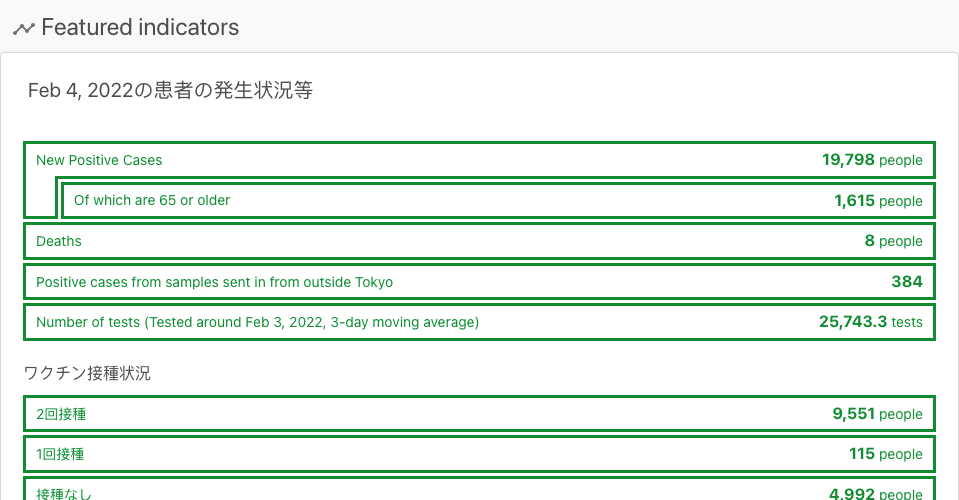 Featured indicators
Feb 4, 2022の患者の発生状況等
New Positive Cases 19,798 people
Of which are 65 or older 1,615 people
Deaths 8 people
Positive cases from samples sent in from outside Tokyo 384
Number of tests (Tested around Feb 3, 2022, 3-day moving average) 25,743.3 tests
ワクチン接種状況
2回接種 9,551 people
1回接種 115 people
接種なし 4,992 people